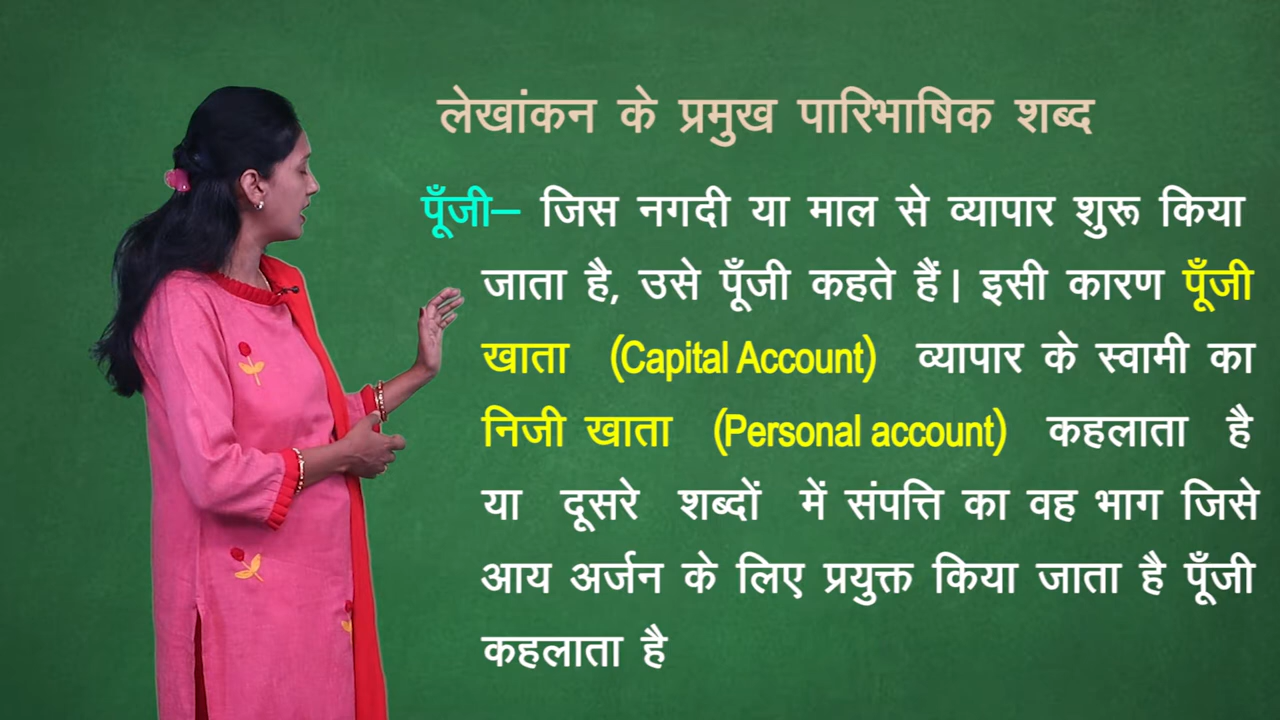 लेखांकन के प्रमुख पारिभाषिक शब्द
पूँजी– जिस नगदी या माल से व्यापार शुरू किया
जाता है, उसे पूँजी कहते हैं। इसी कारण पूँजी
खाता (Capital Account) व्यापार के स्वामी का
निजी खाता (Personal account) कहलाता है
या दूसरे शब्दों में संपत्ति का वह भाग जिसे
आय अर्जन के लिए प्रयुक्त किया जाता है पूँजी
कहलाता है